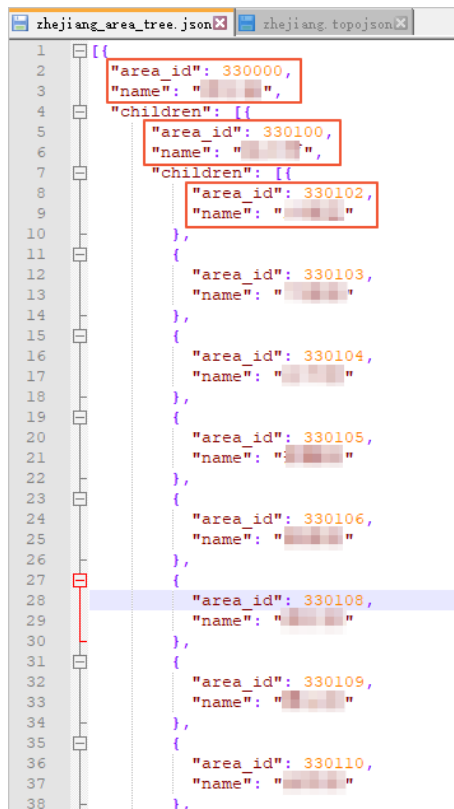 zhejiang_area_tree.json zhejiang.topojson
1 [{
2 "area_id": 330000,
3 "name": " ",
4 "children": [{
5 "area_id": 330100,
6 "name": " ",
7 "children": [{
8 "area_id": 330102,
9 "name": " "
10 },
11 {
12 "area_id": 330103,
13 "name": " "
14 },
15 {
16 "area_id": 330104,
17 "name": " "
18 },
19 {
20 "area_id": 330105,
21 "name": " "
22 },
23 {
24 "area_id": 330106,
25 "name": " "
26 },
27 {
28 "area_id": 330108,
29 "name": " "
30 },
31 {
32 "area_id": 330109,
33 "name": " "
34 },
35 {
36 "area_id": 330110,
37 "name": " "
38 },